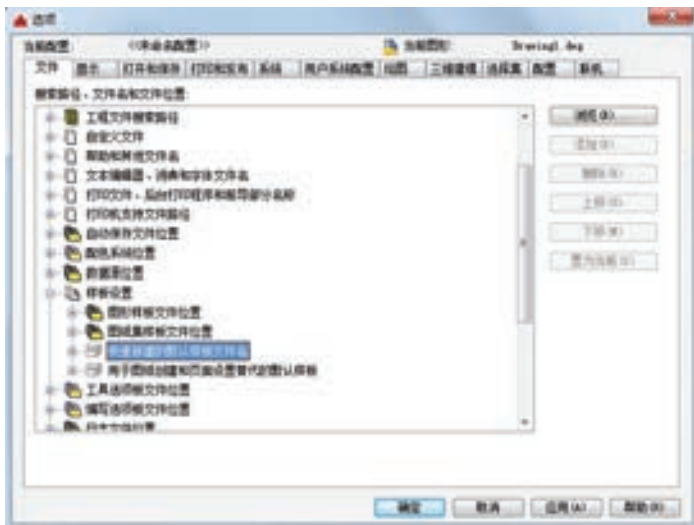 选项
当前配置: <<未命名配置>> 当前图形: Drawing1.dwg
文件 显示 打开和保存 打印和发布 系统 用户系统配置 绘图 三维建模 选择集 配置 联机
搜索路径、文件名和文件位置:
工程文件搜索路径
自定义文件
帮助和其他文件名
文本编辑器、词典和字体文件名
打印文件、后台打印程序和前导部分名称
打印机支持文件路径
自动保存文件位置
配色系统位置
数据源位置
样板设置
图形样板文件位置
图纸集样板文件位置
快速新建的默认样板文件名
用于图纸创建和页面设置替代的默认样板
工具选项板文件位置
编写选项板文件位置
日志文件位置
浏览(B)...
添加(D)...
删除(R)
上移(U)
下移(M)
置为当前(C)
确定 取消 应用(A) 帮助(H)